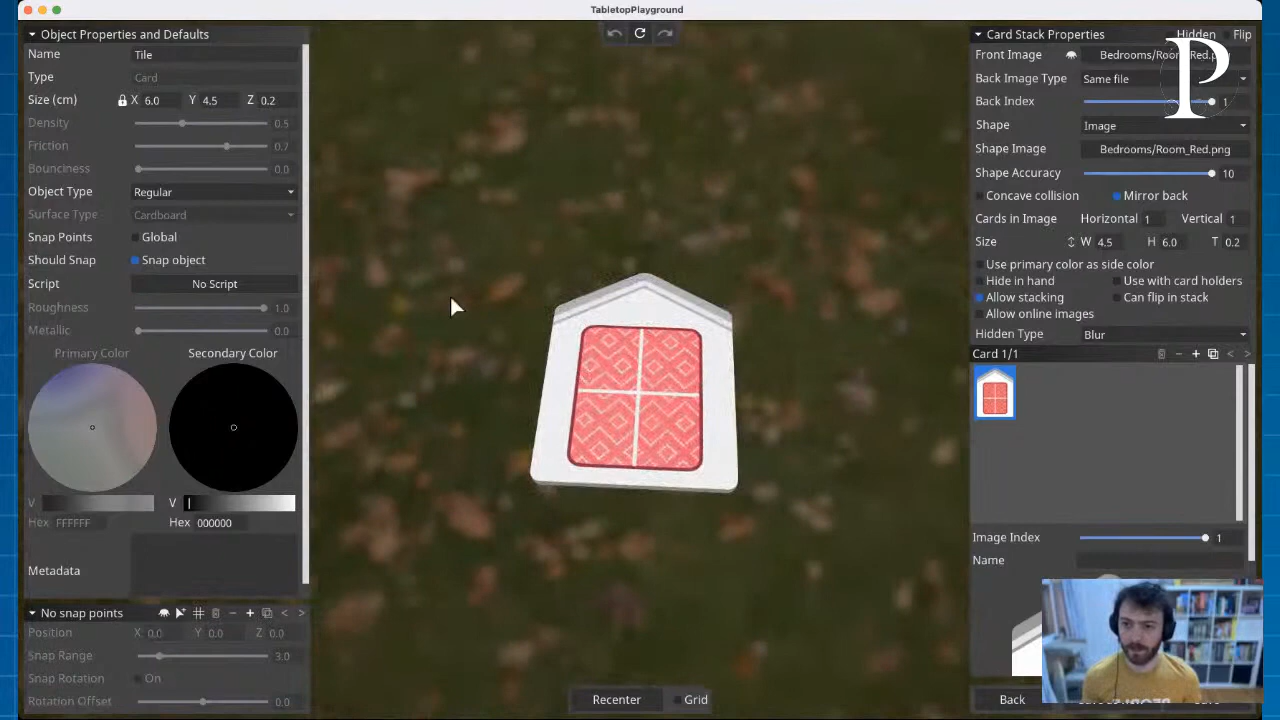 TabletopPlayground
Object Properties and Defaults
Name Tile
Type Card
Size (cm) X 6.0 Y 4.5 Z 0.2
Density 0.5
Friction 0.7
Bounciness 0.0
Object Type Regular
Surface Type Cardboard
Snap Points Global
Should Snap Snap object
Script No Script
Roughness 1.0
Metallic 0.0
Primary Color Secondary Color
V V
Hex FFFFFF Hex 000000
Metadata
No snap points
Position X: 0.0 Y: 0.0 Z: 0.0
Snap Range 3.0
Snap Rotation On
Rotation Offset 0.0
Recenter Grid
Card Stack Properties Hidden Flip
Front Image
Back Image Type Same file
Back Index 1
Shape Image
Shape Image Bedrooms/Room_Red.png
Shape Accuracy 10
Concave collision Mirror back
Cards in Image Horizontal 1 Vertical 1
Size W 4.5 H 6.0 T 0.2
Use primary color as side color
Hide in hand Use with card holders
Allow stacking Can flip in stack
Allow online images
Hidden Type Blur
Card 1/1
Image Index 1
Name
Back
P